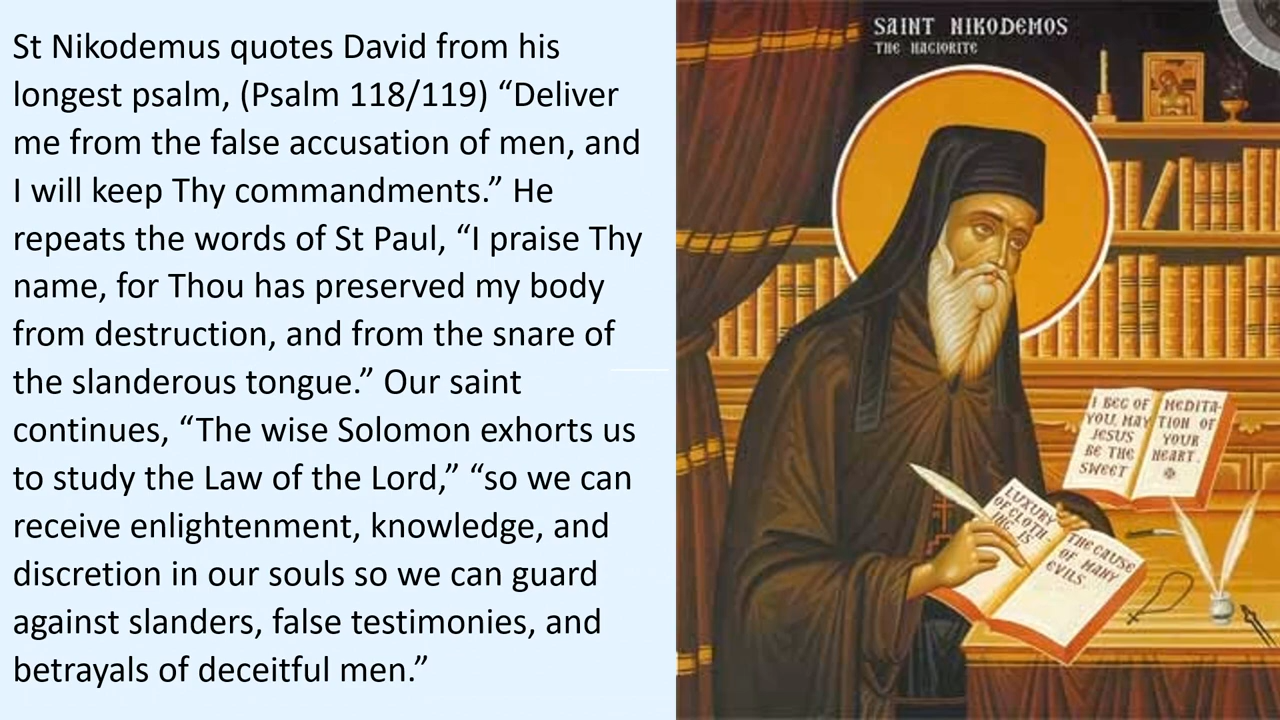 St Nikodemus quotes David from his
longest psalm, (Psalm 118/119) “Deliver
me from the false accusation of men, and
I will keep Thy commandments.” He
repeats the words of St Paul, “I praise Thy
name, for Thou has preserved my body
from destruction, and from the snare of
the slanderous tongue.” Our saint
continues, “The wise Solomon exhorts us
to study the Law of the Lord,” “so we can
receive enlightenment, knowledge, and
discretion in our souls so we can guard
against slanders, false testimonies, and
betrayals of deceitful men.”
SAINT NIKODEMOS
THE HAGIORITE
I BEG OF
YOU, MAY
JESUS
BE THE
SWEET
MEDITA-
TION OF
YOUR
HEART.
LUXURY
OF CLOTH-
ING IS
THE CAUSE
OF MANY
EVILS.